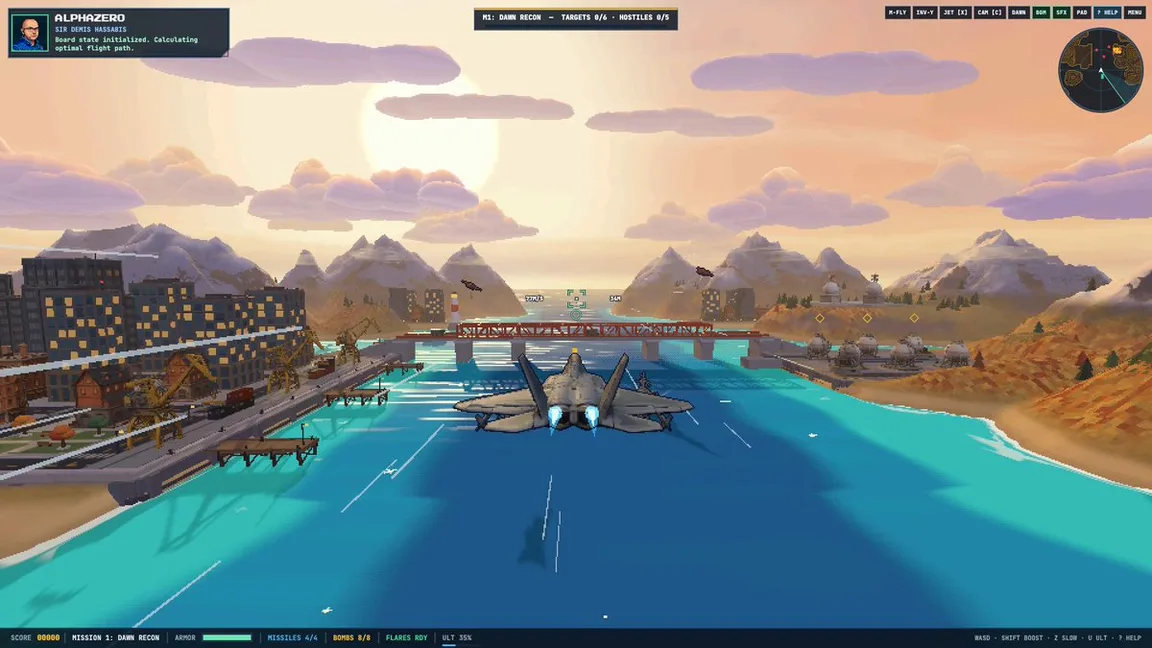 ALPHAZERO
SIR DEMIS HASSABIS
Board state initialized. Calculating
optimal flight path.
M1: DAWN RECON — TARGETS 0/6 · HOSTILES 0/5
M-FLY INV-Y JET [X] CAM [C] DAWN BGM SFX PAD ? HELP MENU
SCORE 00000 MISSION 1: DAWN RECON ARMOR MISSILES 4/4 BOMBS 8/8 FLARES RDY ULT 35%
WASD · SHIFT BOOST · Z SLOW · U ULT · ? HELP